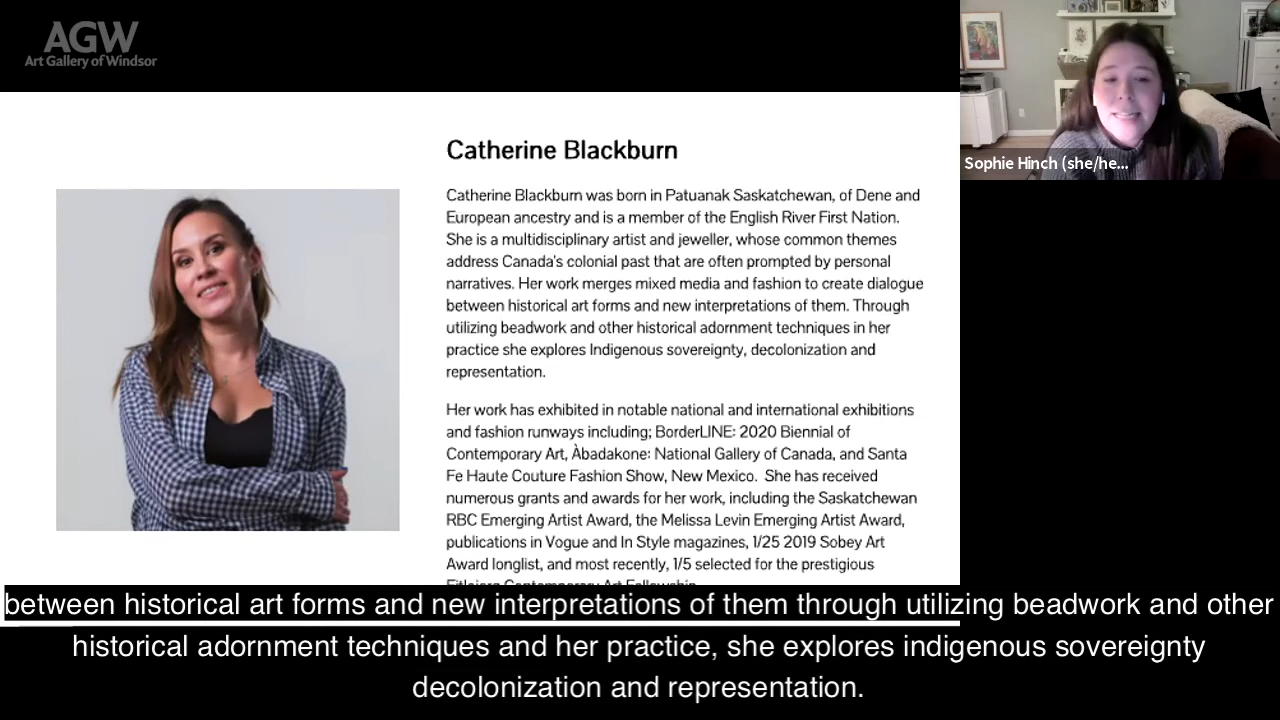 AGW
Art Gallery of Windsor
Sophie Hinch (she/he...
Catherine Blackburn
Catherine Blackburn was born in Patuanak Saskatchewan, of Dene and
European ancestry and is a member of the English River First Nation.
She is a multidisciplinary artist and jeweller, whose common themes
address Canada's colonial past that are often prompted by personal
narratives. Her work merges mixed media and fashion to create dialogue
between historical art forms and new interpretations of them. Through
utilizing beadwork and other historical adornment techniques in her
practice she explores Indigenous sovereignty, decolonization and
representation.
Her work has exhibited in notable national and international exhibitions
and fashion runways including; BorderLINE: 2020 Biennial of
Contemporary Art, Àbadakone: National Gallery of Canada, and Santa
Fe Haute Couture Fashion Show, New Mexico.  She has received
numerous grants and awards for her work, including the Saskatchewan
RBC Emerging Artist Award, the Melissa Levin Emerging Artist Award,
publications in Vogue and In Style magazines, 1/25 2019 Sobey Art
Award longlist, and most recently, 1/5 selected for the prestigious
Contemporary Art Fellowship
between historical art forms and new interpretations of them through utilizing beadwork and other
historical adornment techniques and her practice, she explores indigenous sovereignty
decolonization and representation.